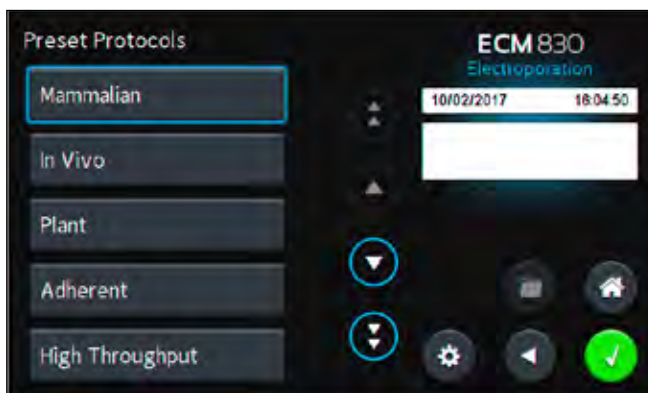 Preset Protocols
Mammalian
In Vivo
Plant
Adherent
High Throughput
ECM 830
Electroporation
10/02/2017 16:04:50